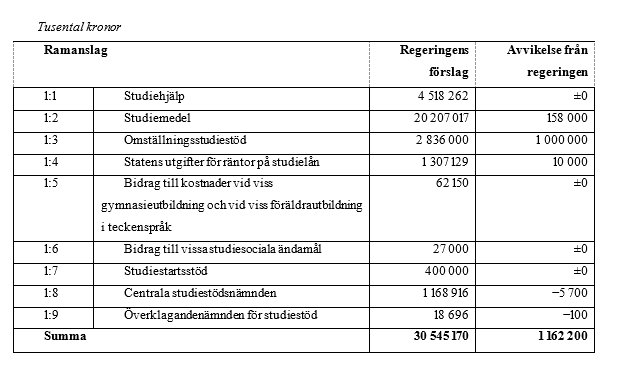 Tusental kronor
Ramanslag Regeringens förslag Avvikelse från regeringen
1:1 Studiehjälp 4 518 262 ±0
1:2 Studiemedel 20 207 017 158 000
1:3 Omställningsstudiestöd 2 836 000 1 000 000
1:4 Statens utgifter för räntor på studielån 1 307 129 10 000
1:5 Bidrag till kostnader vid viss 62 150 ±0
gymnasieutbildning och vid viss föräldrautbildning
i teckenspråk
1:6 Bidrag till vissa studiesociala ändamål 27 000 ±0
1:7 Studiestartsstöd 400 000 ±0
1:8 Centrala studiestödsnämnden 1 168 916 −5 700
1:9 Överklagandenämnden för studiestöd 18 696 −100
Summa 30 545 170 1 162 200